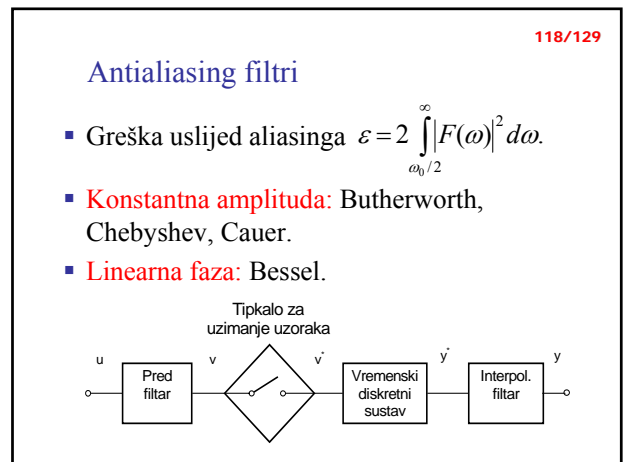 118/129
Antialiasing filtri
▪ Greška uslijed aliasinga ε = 2 ∫_{ω₀/2}^{∞} |F(ω)|² dω.
▪ Konstantna amplituda: Butherworth,
Chebyshev, Cauer.
▪ Linearna faza: Bessel.
Tipkalo za
uzimanje uzoraka
u v v* y* y
Pred
filtar
Vremenski
diskretni
sustav
Interpol.
filtar